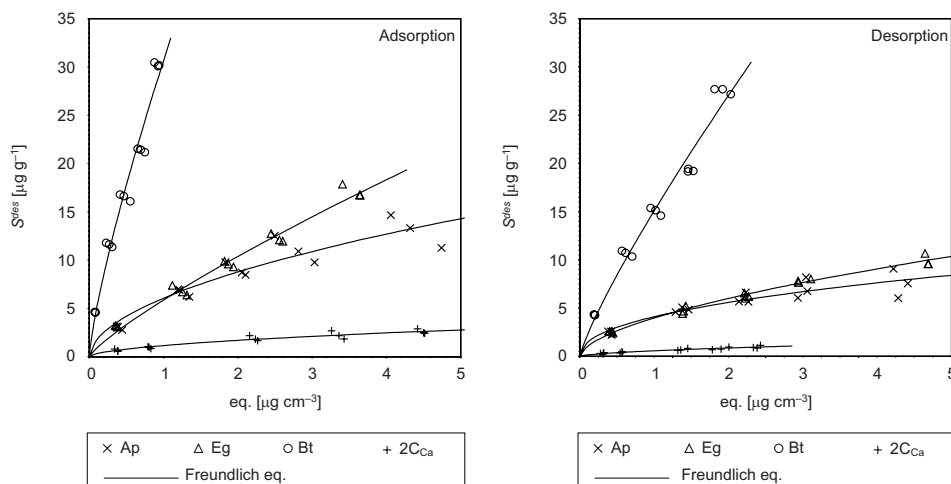 Adsorption
35
30
25
20
15
10
5
0
S^des [μg g⁻¹]
0 1 2 3 4 5
eq. [μg cm⁻³]
× Ap △ Eg ○ Bt + 2C_Ca
Freundlich eq.
Desorption
35
30
25
20
15
10
5
0
S^des [μg g⁻¹]
0 1 2 3 4 5
eq. [μg cm⁻³]
× Ap △ Eg ○ Bt + 2C_Ca
Freundlich eq.